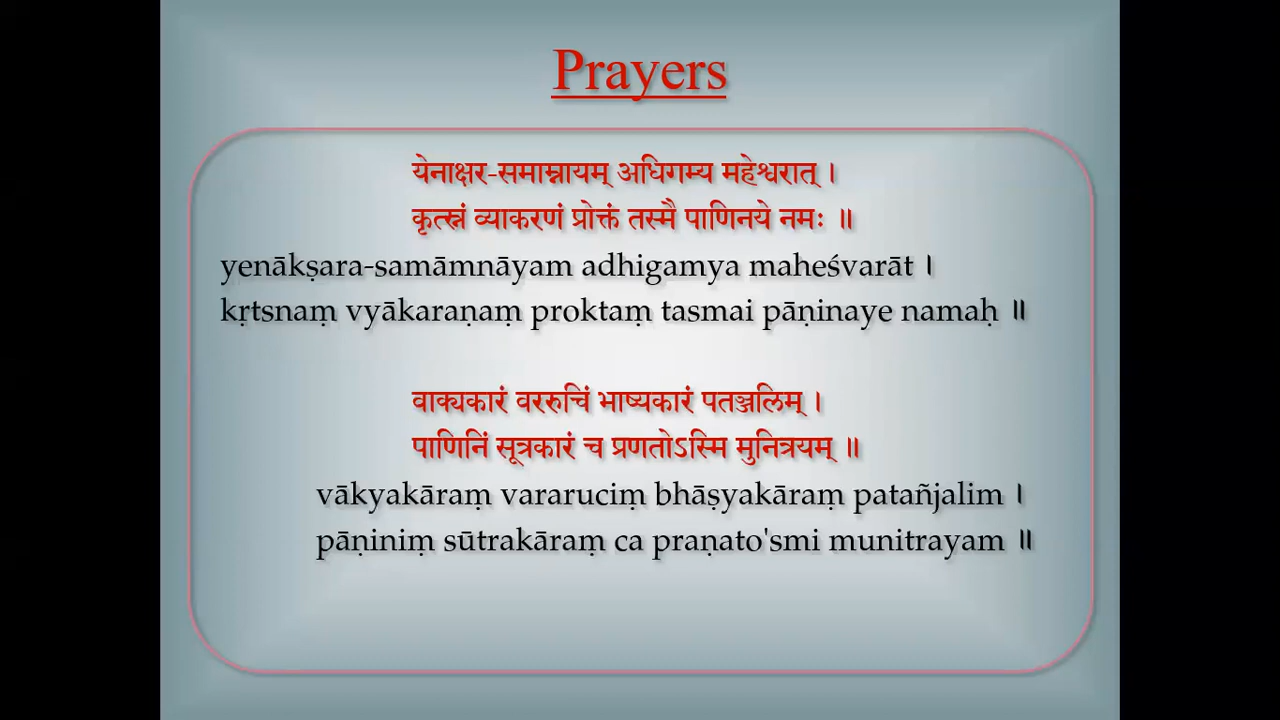 Prayers
येनाक्षर-समाम्नायम् अधिगम्य महेश्वरात् ।
कृत्स्नं व्याकरणं प्रोक्तं तस्मै पाणिनये नमः ॥
yenākṣara-samāmnāyam adhigamya maheśvarāt ।
kṛtsnaṃ vyākaraṇaṃ proktaṃ tasmai pāṇinaye namaḥ ॥
वाक्यकारं वररुचिं भाष्यकारं पतञ्जलिम् ।
पाणिनिं सूत्रकारं च प्रणतोऽस्मि मुनित्रयम् ॥
vākyakāraṃ vararuciṃ bhāṣyakāraṃ patañjalim ।
pāṇiniṃ sūtrakāraṃ ca praṇato'smi munitrayam ॥